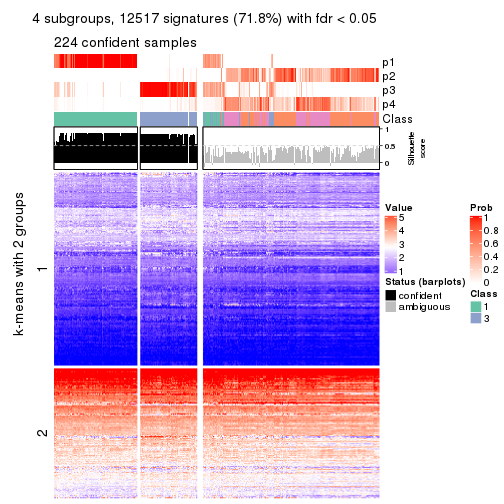 4 subgroups, 12517 signatures (71.8%) with fdr < 0.05
224 confident samples
p1
p2
p3
p4
Class
1
0.5
0
Silhouette
score
k-means with 2 groups
1
2
Value
5
4
3
2
1
Status (barplots)
confident
ambiguous
Prob
1
0.8
0.6
0.4
0.2
0
Class
1
3